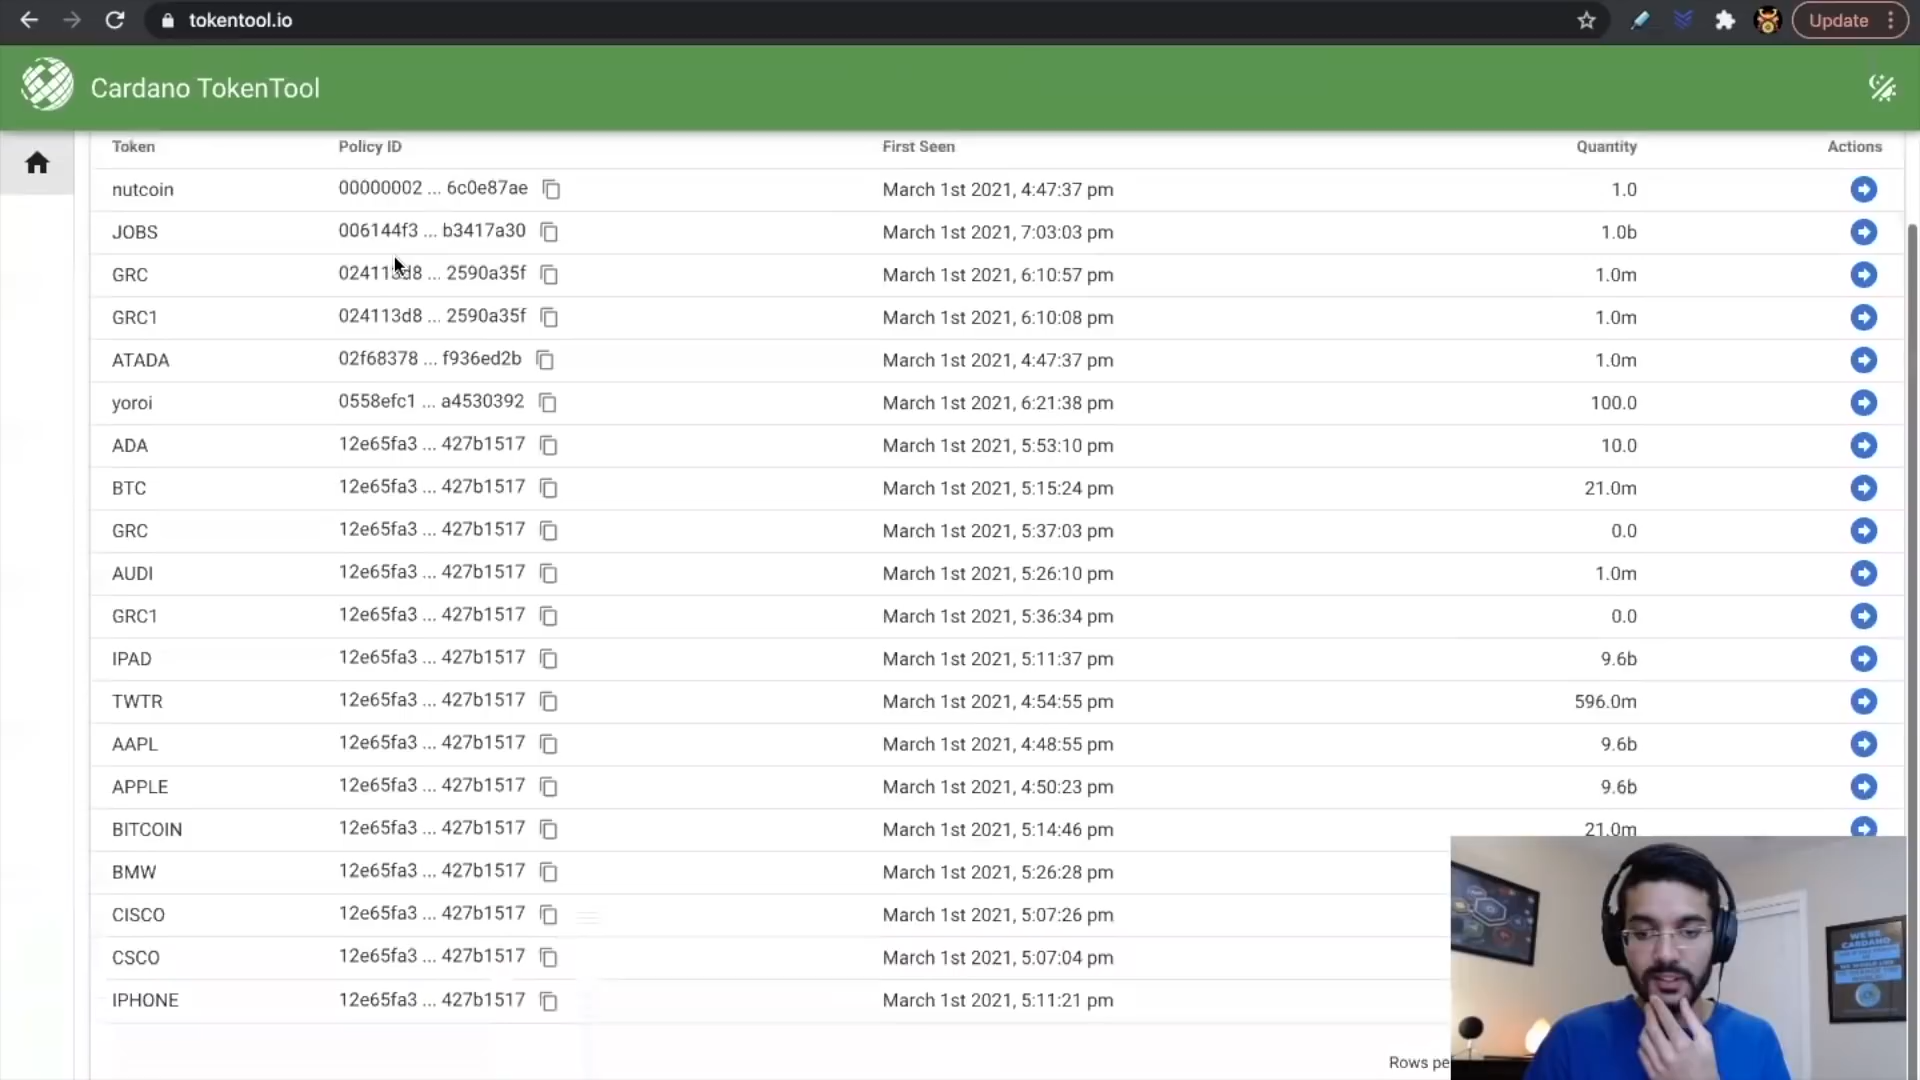 tokentool.io
Update
Cardano TokenTool
Token Policy ID First Seen Quantity Actions
nutcoin 00000002 ... 6c0e87ae March 1st 2021, 4:47:37 pm 1.0
JOBS 006144f3 ... b3417a30 March 1st 2021, 7:03:03 pm 1.0b
GRC 024113d8 ... 2590a35f March 1st 2021, 6:10:57 pm 1.0m
GRC1 024113d8 ... 2590a35f March 1st 2021, 6:10:08 pm 1.0m
ATADA 02f68378 ... f936ed2b March 1st 2021, 4:47:37 pm 1.0m
yoroi 0558efc1 ... a4530392 March 1st 2021, 6:21:38 pm 100.0
ADA 12e65fa3 ... 427b1517 March 1st 2021, 5:53:10 pm 10.0
BTC 12e65fa3 ... 427b1517 March 1st 2021, 5:15:24 pm 21.0m
GRC 12e65fa3 ... 427b1517 March 1st 2021, 5:37:03 pm 0.0
AUDI 12e65fa3 ... 427b1517 March 1st 2021, 5:26:10 pm 1.0m
GRC1 12e65fa3 ... 427b1517 March 1st 2021, 5:36:34 pm 0.0
IPAD 12e65fa3 ... 427b1517 March 1st 2021, 5:11:37 pm 9.6b
TWTR 12e65fa3 ... 427b1517 March 1st 2021, 4:54:55 pm 596.0m
AAPL 12e65fa3 ... 427b1517 March 1st 2021, 4:48:55 pm 9.6b
APPLE 12e65fa3 ... 427b1517 March 1st 2021, 4:50:23 pm 9.6b
BITCOIN 12e65fa3 ... 427b1517 March 1st 2021, 5:14:46 pm 21.0m
BMW 12e65fa3 ... 427b1517 March 1st 2021, 5:26:28 pm
CISCO 12e65fa3 ... 427b1517 March 1st 2021, 5:07:26 pm
CSCO 12e65fa3 ... 427b1517 March 1st 2021, 5:07:04 pm
IPHONE 12e65fa3 ... 427b1517 March 1st 2021, 5:11:21 pm
Rows pe
WE'RE
CARDANO